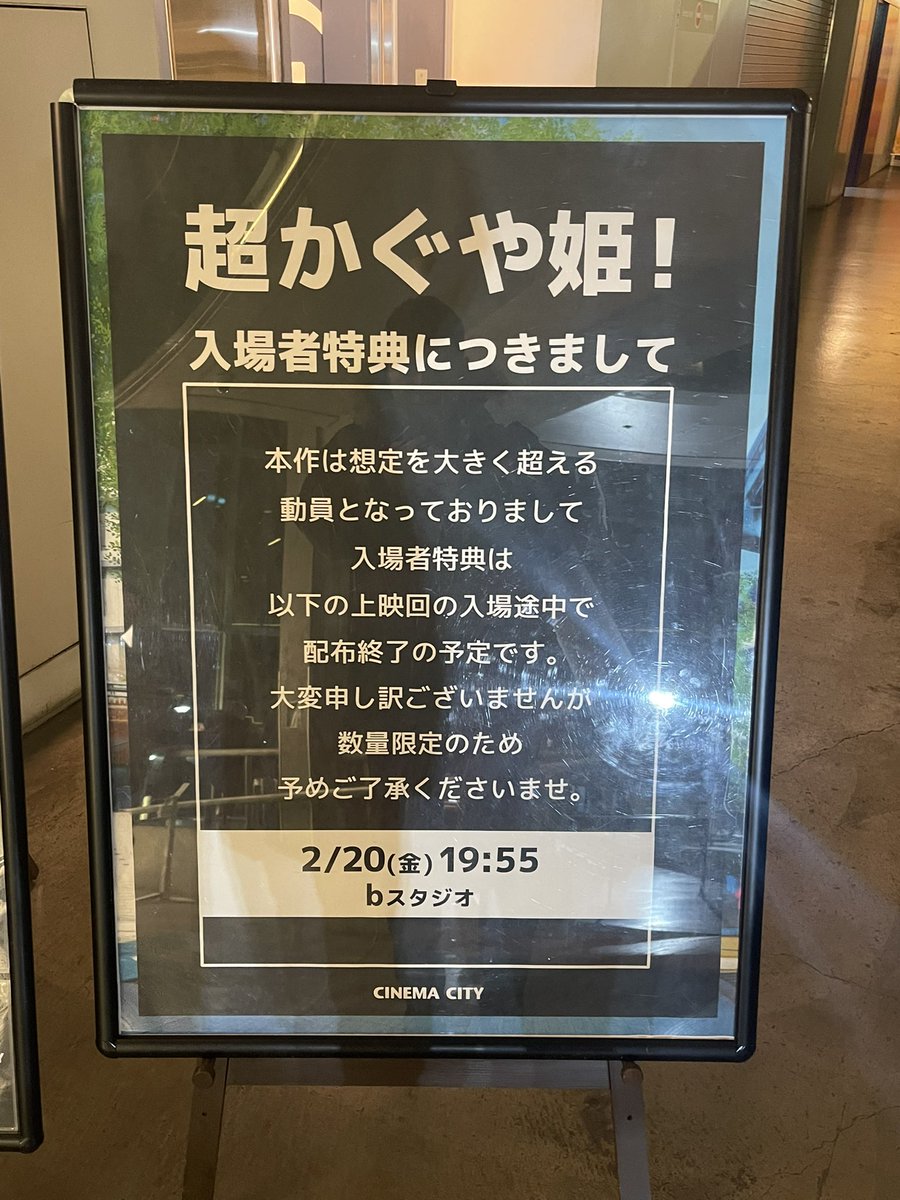 超かぐや姫!
入場者特典につきまして
本作は想定を大きく超える
動員となっておりまして
入場者特典は
以下の上映回の入場途中で
配布終了の予定です。
大変申し訳ございませんが
数量限定のため
予めご了承くださいませ。
2/20(金) 19:55
bスタジオ
CINEMA CITY